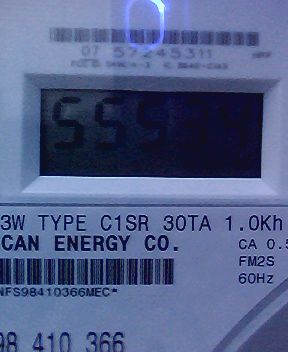 07 57245311
55534
3W TYPE C1SR 30TA 1.0Kh
CAN ENERGY CO.
CA 0.5
FM2S
60Hz
NFS98410366MEC*
98 410 366